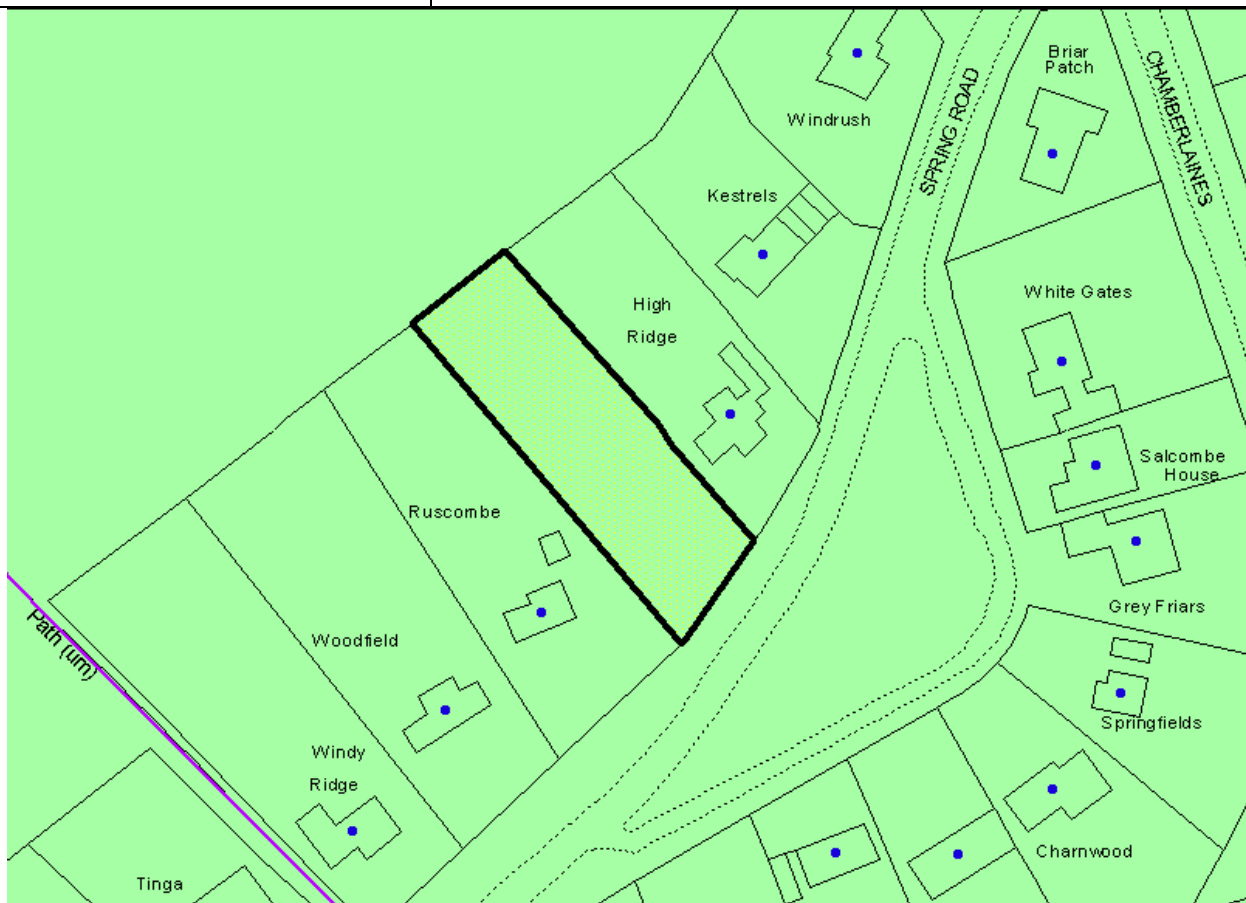 Briar
Patch
CHAMBERLAINES
Windrush
SPRING ROAD
Kestrels
High
Ridge
White Gates
Salcombe
House
Ruscombe
Grey Friars
Path (um)
Woodfield
Springfields
Windy
Ridge
Charnwood
Tinga